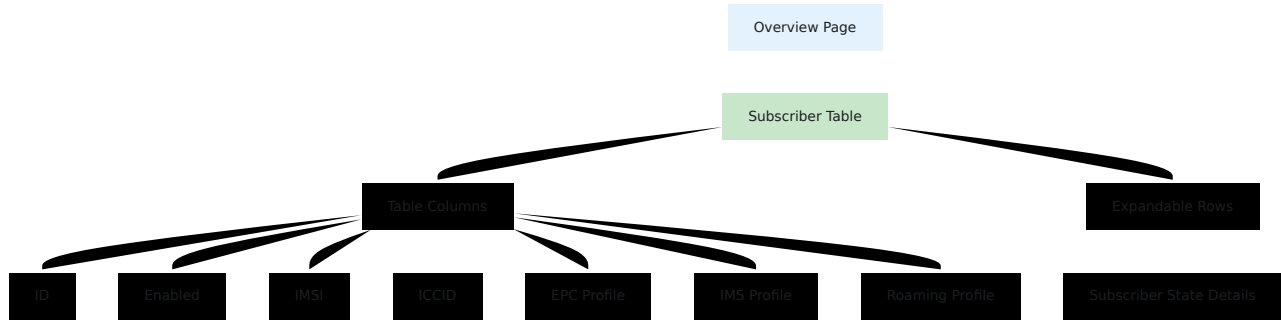 Overview Page
Subscriber Table
Table Columns
Expandable Rows
ID
Enabled
IMSI
ICCID
EPC Profile
IMS Profile
Roaming Profile
Subscriber State Details